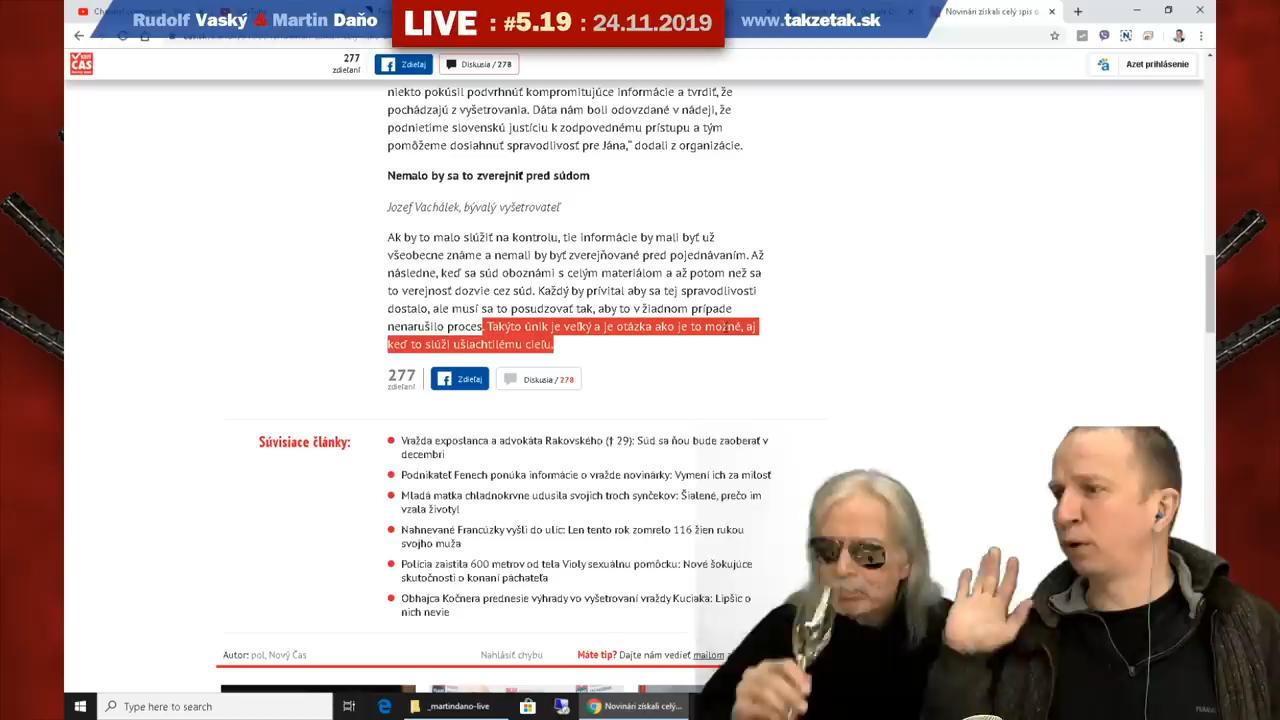 Rudolf Vaský & Martin Daňo
LIVE : #5.19 : 24.11.2019
www.takzetak.sk
Novinári získali celý spis o
NOVÝ ČAS
277
zdieľaní
Zdieľaj
Diskusia / 278
Azet prihlásenie
niekto pokúsil podvrhnúť kompromitujúce informácie a tvrdiť, že
pochádzajú z vyšetrovania. Dáta nám boli odovzdané v nádeji, že
podnietime slovenskú justíciu k zodpovednému prístupu a tým
pomôžeme dosiahnuť spravodlivosť pre Jána,“ dodali z organizácie.
Nemalo by sa to zverejniť pred súdom
Jozef Vachálek, bývalý vyšetrovateľ
Ak by to malo slúžiť na kontrolu, tie informácie by mali byť už
všeobecne známe a nemali by byť zverejňované pred pojednávaním. Až
následne, keď sa súd oboznámi s celým materiálom a až potom než sa
to verejnosť dozvie cez súd. Každý by privítal aby sa tej spravodlivosti
dostalo, ale musí sa to posudzovať tak, aby to v žiadnom prípade
nenarušilo proces. Takýto únik je veľký a je otázka ako je to možné, aj
keď to slúži ušľachtilému cieľu.
277
zdieľaní
Zdieľaj
Diskusia / 278
Súvisiace články:
Vražda exposlanca a advokáta Rakovského († 29): Súd sa ňou bude zaoberať v
decembri
Podnikateľ Fenech ponúka informácie o vražde novinárky: Vymení ich za milosť
Mladá matka chladnokrvne udusila svojich troch synčekov: Šialené, prečo im
vzala životy!
Nahnevané Francúzky vyšli do ulíc: Len tento rok zomrelo 116 žien rukou
svojho muža
Polícia zaistila 600 metrov od tela Violy sexuálnu pomôcku: Nové šokujúce
skutočnosti o konaní páchateľa
Obhajca Kočnera prednesie výhrady vo vyšetrovaní vraždy Kuciaka: Lipšic o
nich nevie
Autor: pol, Nový Čas
Nahlásiť chybu
Máte tip? Dajte nám vedieť mailom
Type here to search
_martindano-live
Novinári získali celý...